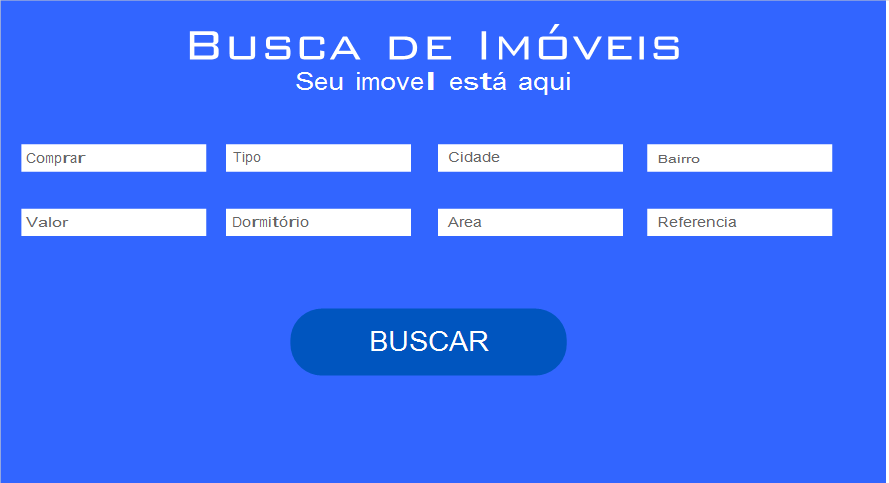 Busca de Imóveis
Seu imovel está aqui
Comprar Tipo Cidade Bairro
Valor Dormitório Area Referencia
BUSCAR